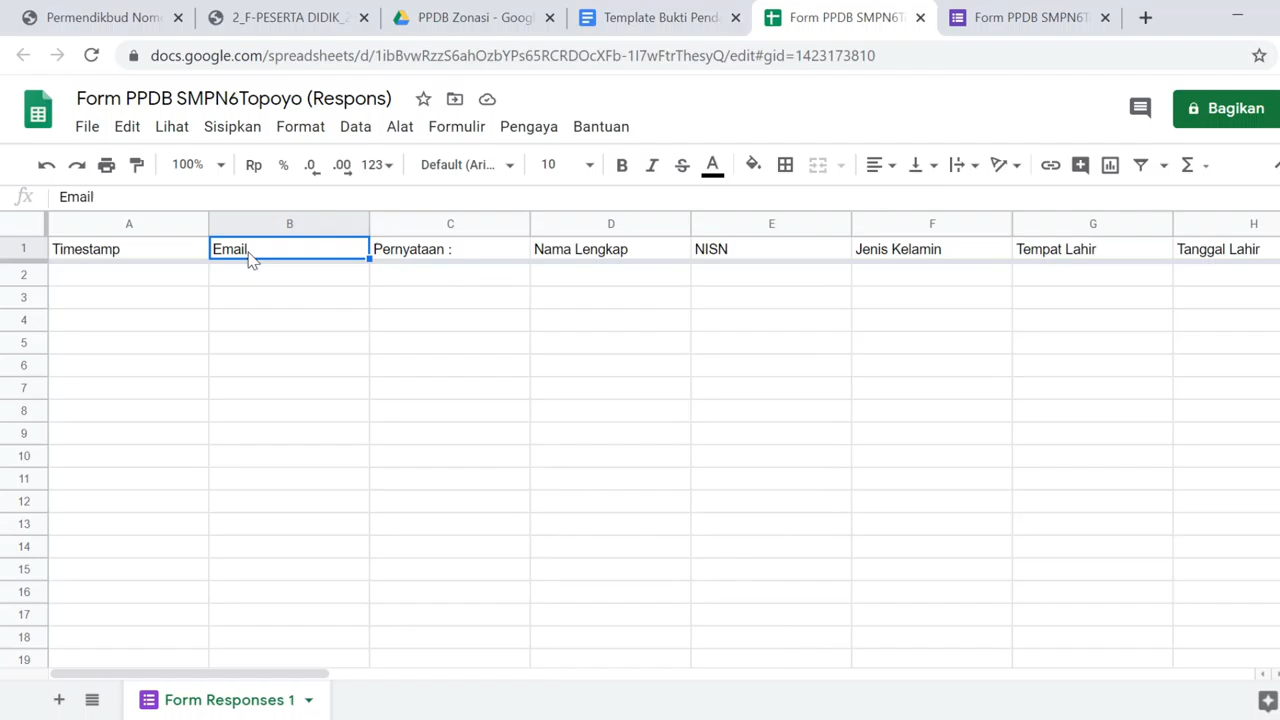 Permendikbud Nom
2_F-PESERTA DIDIK_2
PPDB Zonasi - Googl
Template Bukti Pend
Form PPDB SMPN6T
Form PPDB SMPN6T
docs.google.com/spreadsheets/d/1ibBvwRzzS6ahOzbYPs65RCRDOcXFb-1I7wFtrThesyQ/edit#gid=1423173810
Form PPDB SMPN6Topoyo (Respons)
Bagikan
File Edit Lihat Sisipkan Format Data Alat Formulir Pengaya Bantuan
100% Rp % .0 .00 123 Default (Ari... 10 B I S A Σ
fx Email
A B C D E F G H
1 Timestamp Email Pernyataan : Nama Lengkap NISN Jenis Kelamin Tempat Lahir Tanggal Lahir
2
3
4
5
6
7
8
9
10
11
12
13
14
15
16
17
18
19
Form Responses 1